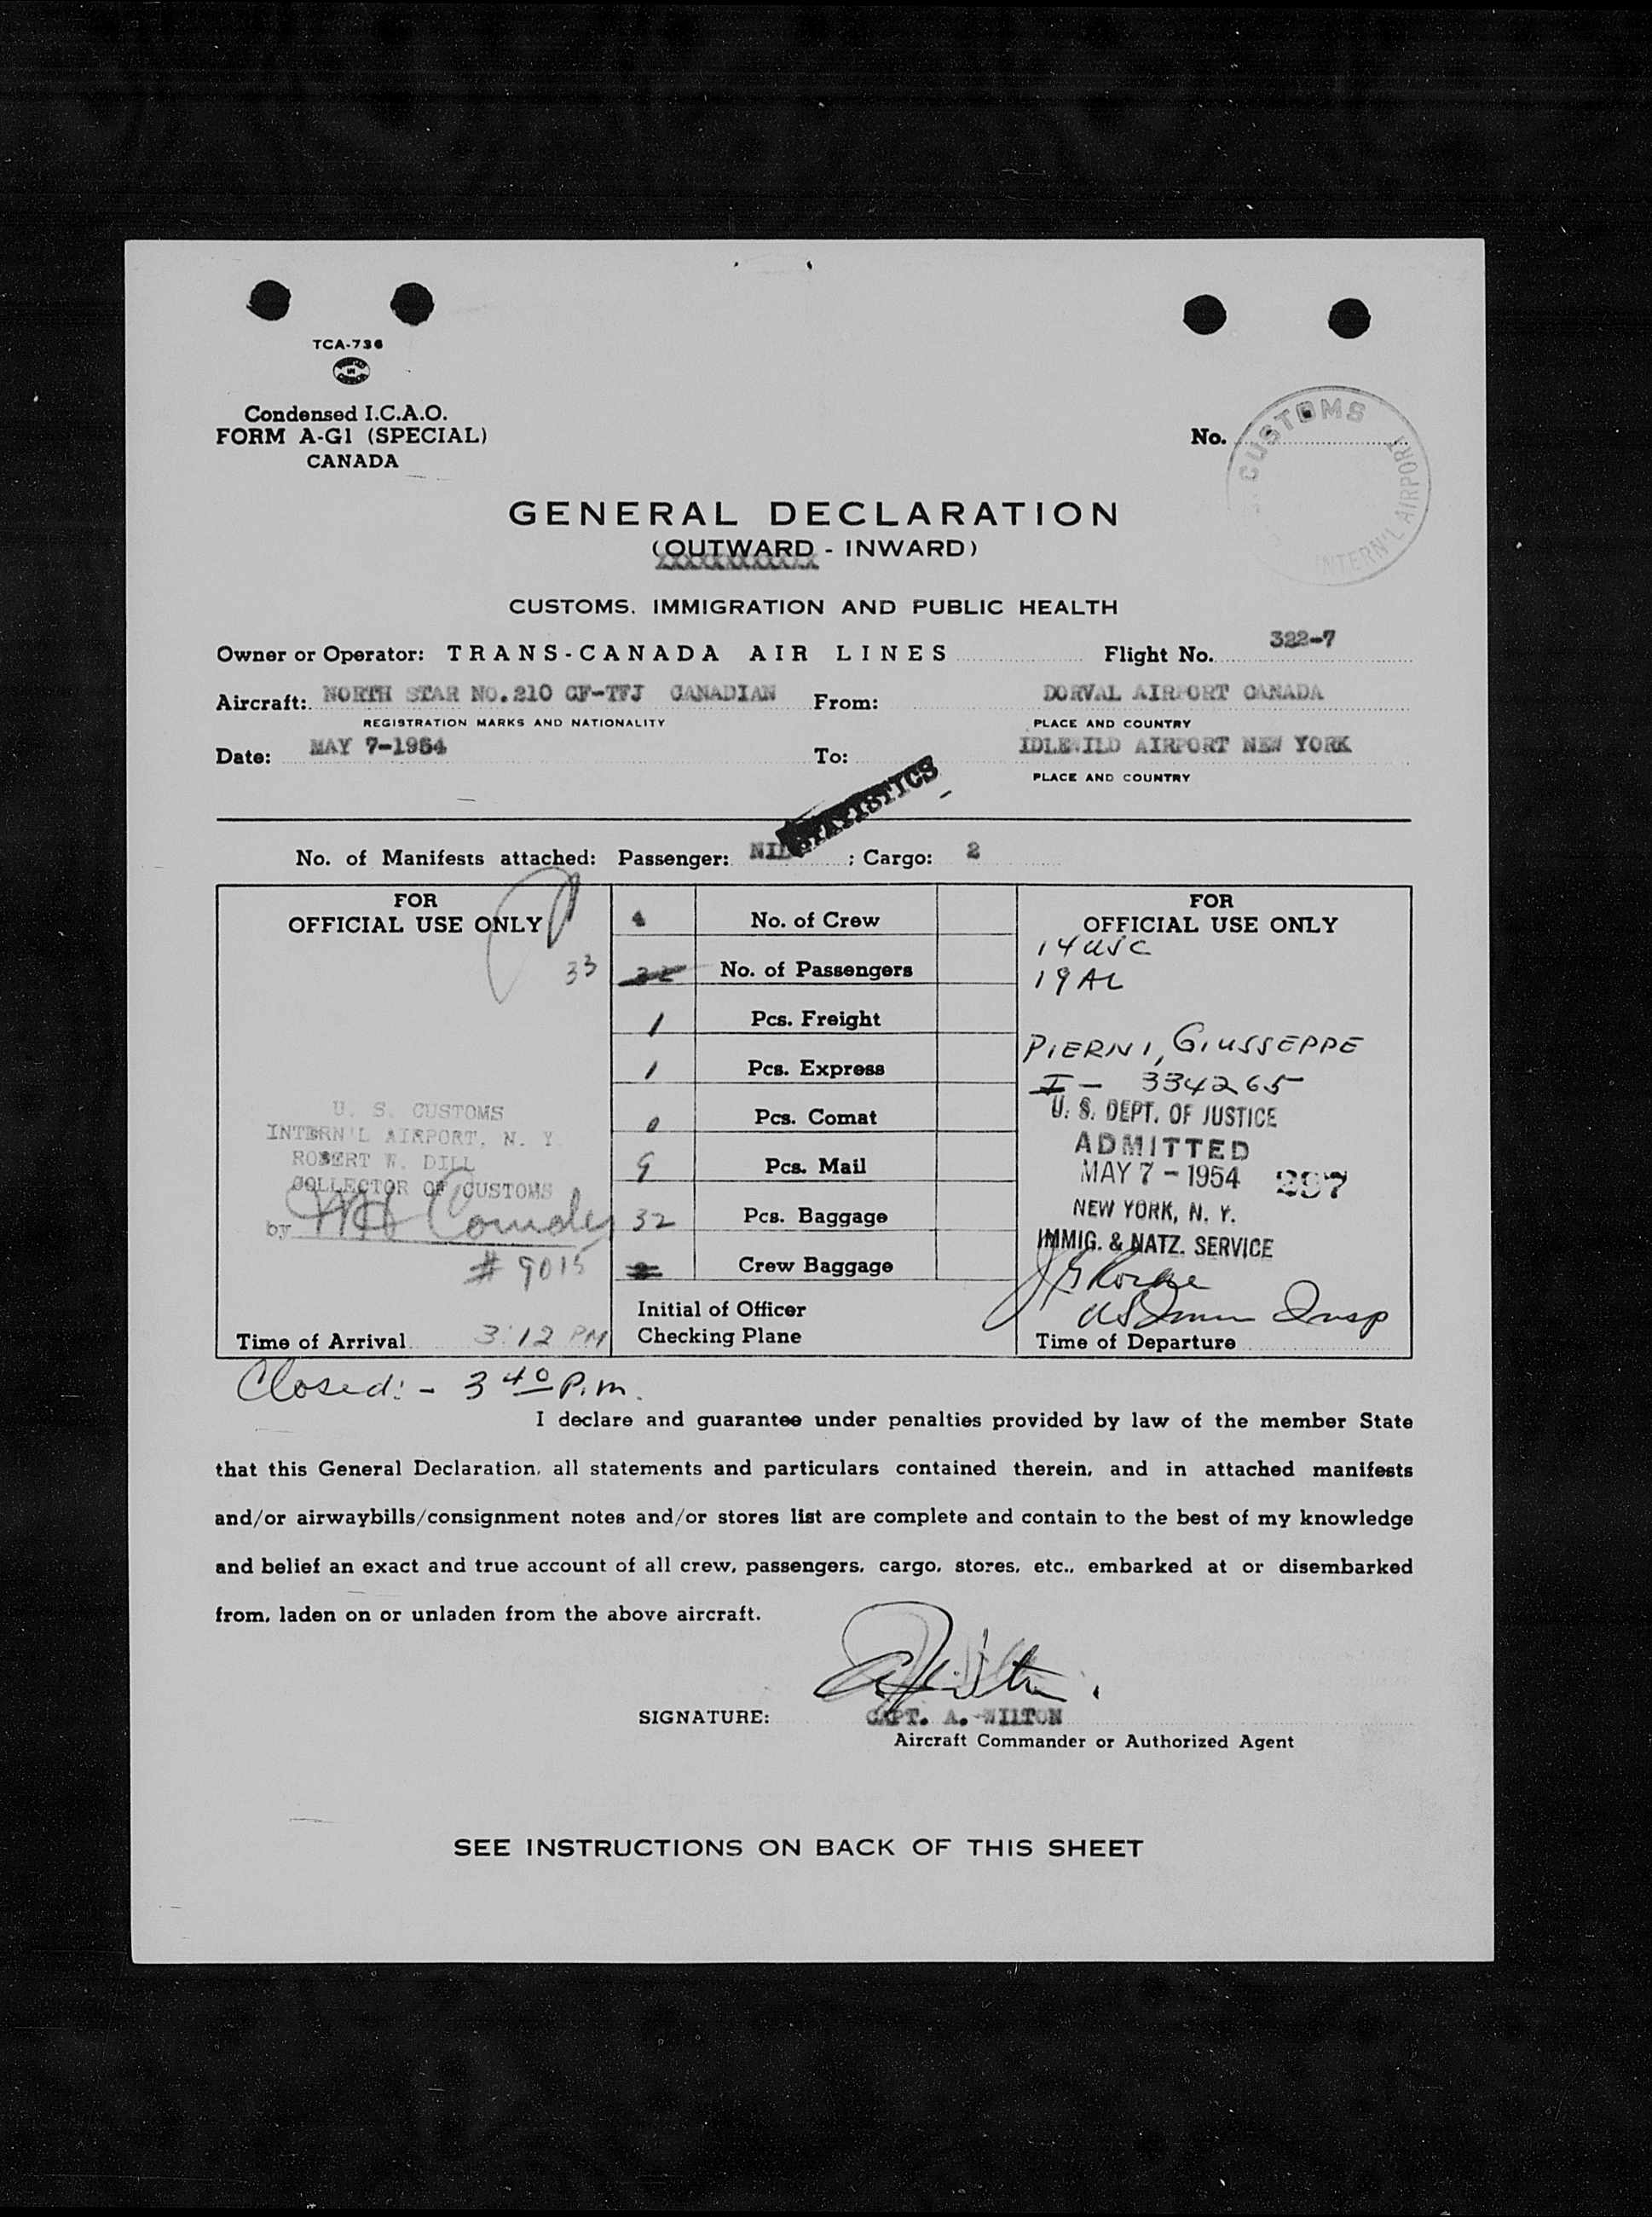 TCA-736
Condensed I.C.A.O.
FORM A-G1 (SPECIAL)
CANADA
No.
CUSTOMS
INTERN'L AIRPORT
GENERAL DECLARATION
(OUTWARD - INWARD)
XXXXXXXXXXXX
CUSTOMS, IMMIGRATION AND PUBLIC HEALTH
Owner or Operator: TRANS-CANADA AIR LINES Flight No. 322-7
Aircraft: NORTH STAR NO.210 CF-TFJ CANADIAN From: DORVAL AIRPORT CANADA
REGISTRATION MARKS AND NATIONALITY PLACE AND COUNTRY
Date: MAY 7-1954 To: IDLEWILD AIRPORT NEW YORK
PLACE AND COUNTRY
STATISTICS
No. of Manifests attached: Passenger: NIL ; Cargo: 2
FOR
OFFICIAL USE ONLY
33
U. S. CUSTOMS
INTERN'L AIRPORT, N. Y.
ROBERT W. DILL
COLLECTOR OF CUSTOMS
by
# 9015
Time of Arrival 3:12 PM
4 No. of Crew
32 No. of Passengers
1 Pcs. Freight
1 Pcs. Express
0 Pcs. Comat
9 Pcs. Mail
32 Pcs. Baggage
Crew Baggage
Initial of Officer
Checking Plane
FOR
OFFICIAL USE ONLY
14 USC
19 AL
PIERNI, GIUSSEPPE
I - 334265
U. S. DEPT. OF JUSTICE
ADMITTED
MAY 7 - 1954 297
NEW YORK, N. Y.
IMMIG. & NATZ. SERVICE
US Imm Insp
Time of Departure
Closed: - 3 40 P.m.
I declare and guarantee under penalties provided by law of the member State
that this General Declaration, all statements and particulars contained therein, and in attached manifests
and/or airwaybills/consignment notes and/or stores list are complete and contain to the best of my knowledge
and belief an exact and true account of all crew, passengers, cargo, stores, etc., embarked at or disembarked
from, laden on or unladen from the above aircraft.
SIGNATURE: CAPT. A. WILTON
Aircraft Commander or Authorized Agent
SEE INSTRUCTIONS ON BACK OF THIS SHEET